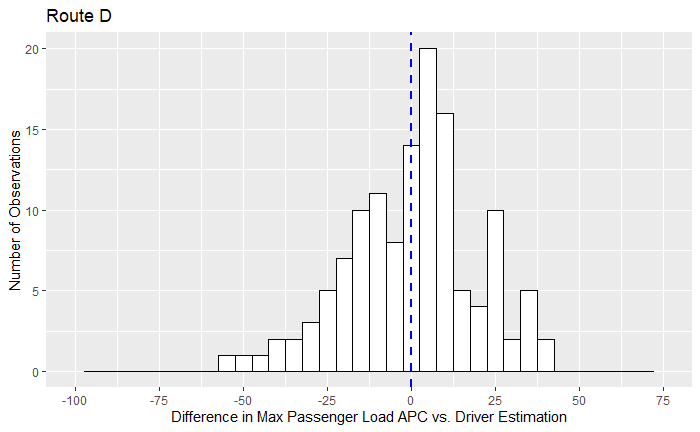 Route D
Number of Observations
20
15
10
5
0
-100 -75 -50 -25 0 25 50 75
Difference in Max Passenger Load APC vs. Driver Estimation